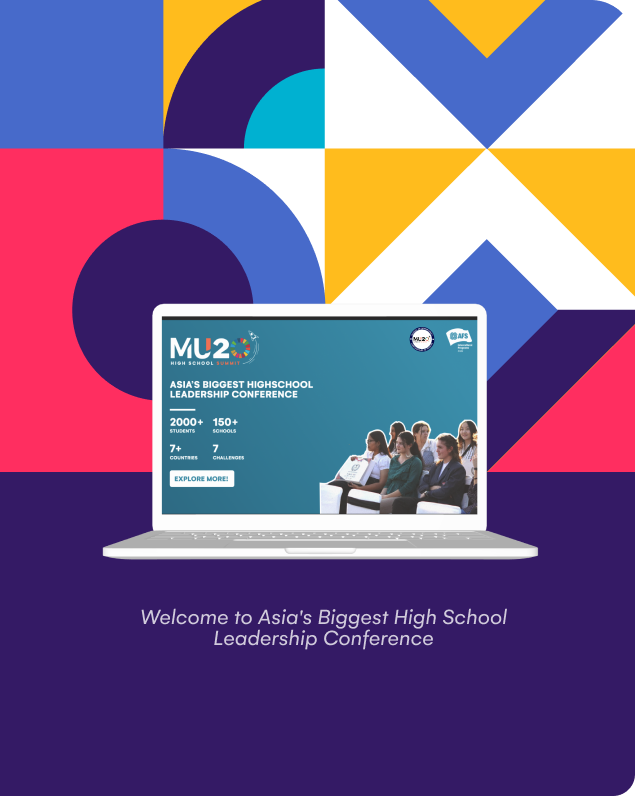 MU20
HIGH SCHOOL SUMMIT
MU20
AFS
ASIA'S BIGGEST HIGHSCHOOL
LEADERSHIP CONFERENCE
2000+ 150+
STUDENTS SCHOOLS
7+ 7
COUNTRIES CHALLENGES
EXPLORE MORE!
Welcome to Asia's Biggest High School
Leadership Conference